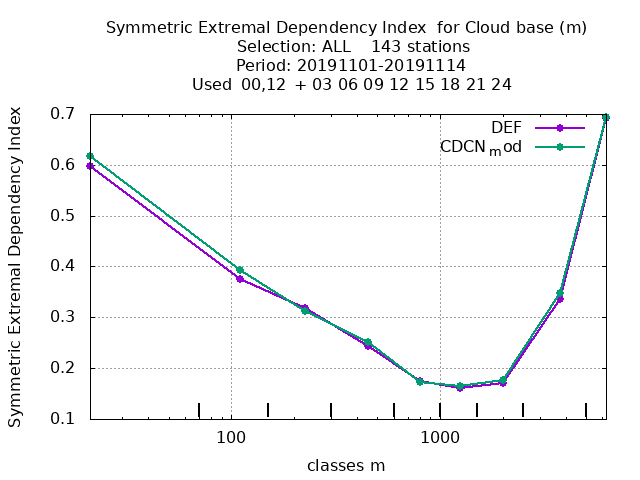 Symmetric Extremal Dependency Index  for Cloud base (m)
Selection: ALL    143 stations
Period: 20191101-20191114
Used  00,12  + 03 06 09 12 15 18 21 24
Symmetric Extremal Dependency Index
0.7
0.6
0.5
0.4
0.3
0.2
0.1
DEF
CDCN_mod
100
1000
classes m